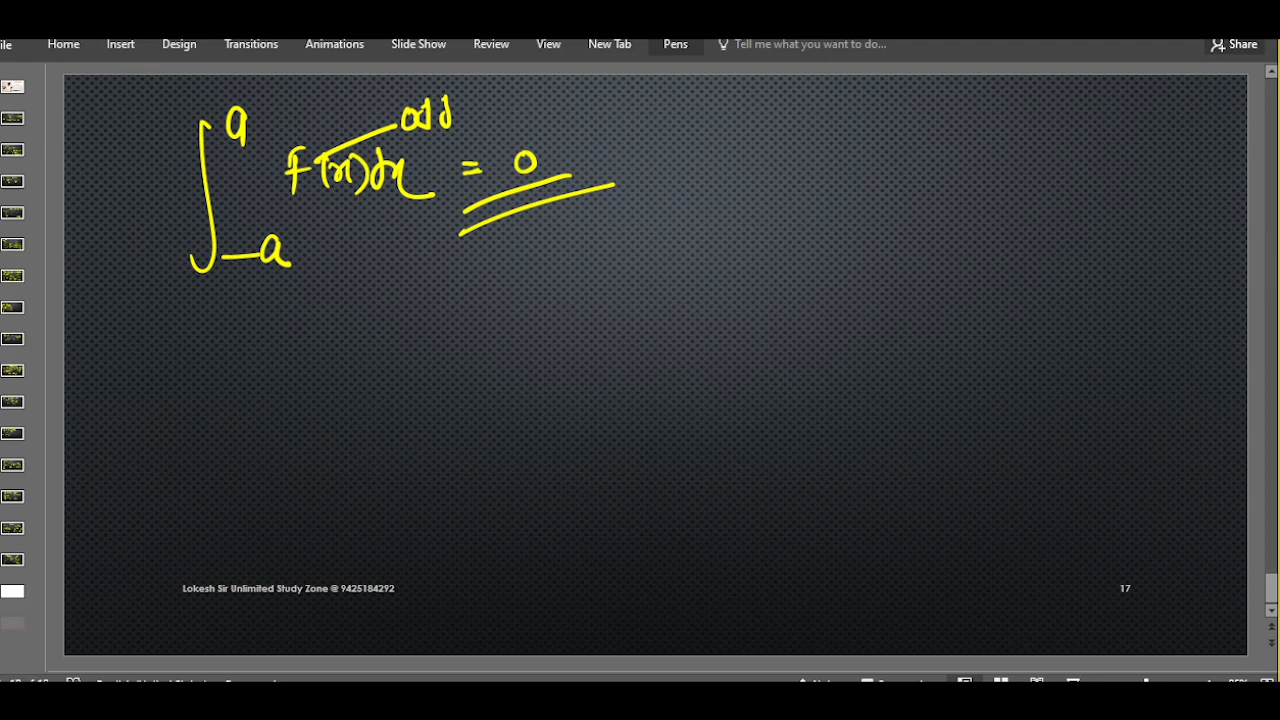 File Home Insert Design Transitions Animations Slide Show Review View New Tab Pens Tell me what you want to do... Share
a odd
∫ f(x)dx = 0
-a
Lokesh Sir Unlimited Study Zone @ 9425184292 17